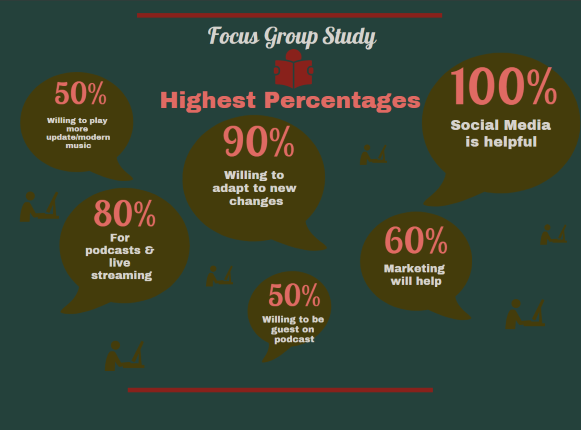 Focus Group Study
Highest Percentages
50%
Willing to play
more
update/modern
music
90%
Willing to
adapt to new
changes
100%
Social Media
is helpful
80%
For
podcasts &
live
streaming
60%
Marketing
will help
50%
Willing to be
guest on
podcast